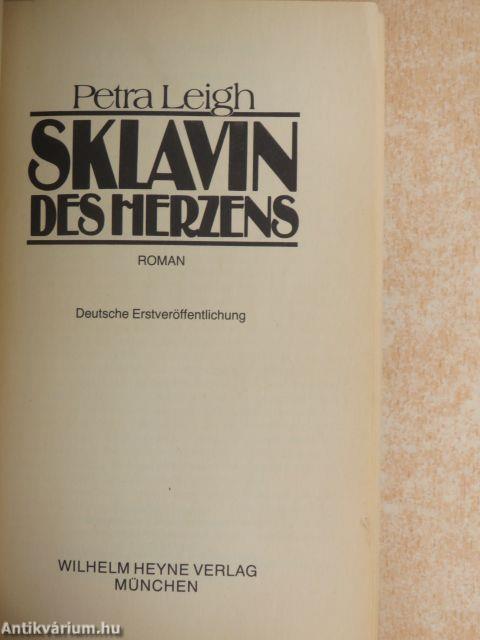 Petra Leigh
SKLAVIN
DES HERZENS
ROMAN
Deutsche Erstveröffentlichung
WILHELM HEYNE VERLAG
MÜNCHEN
Antikvárium.hu